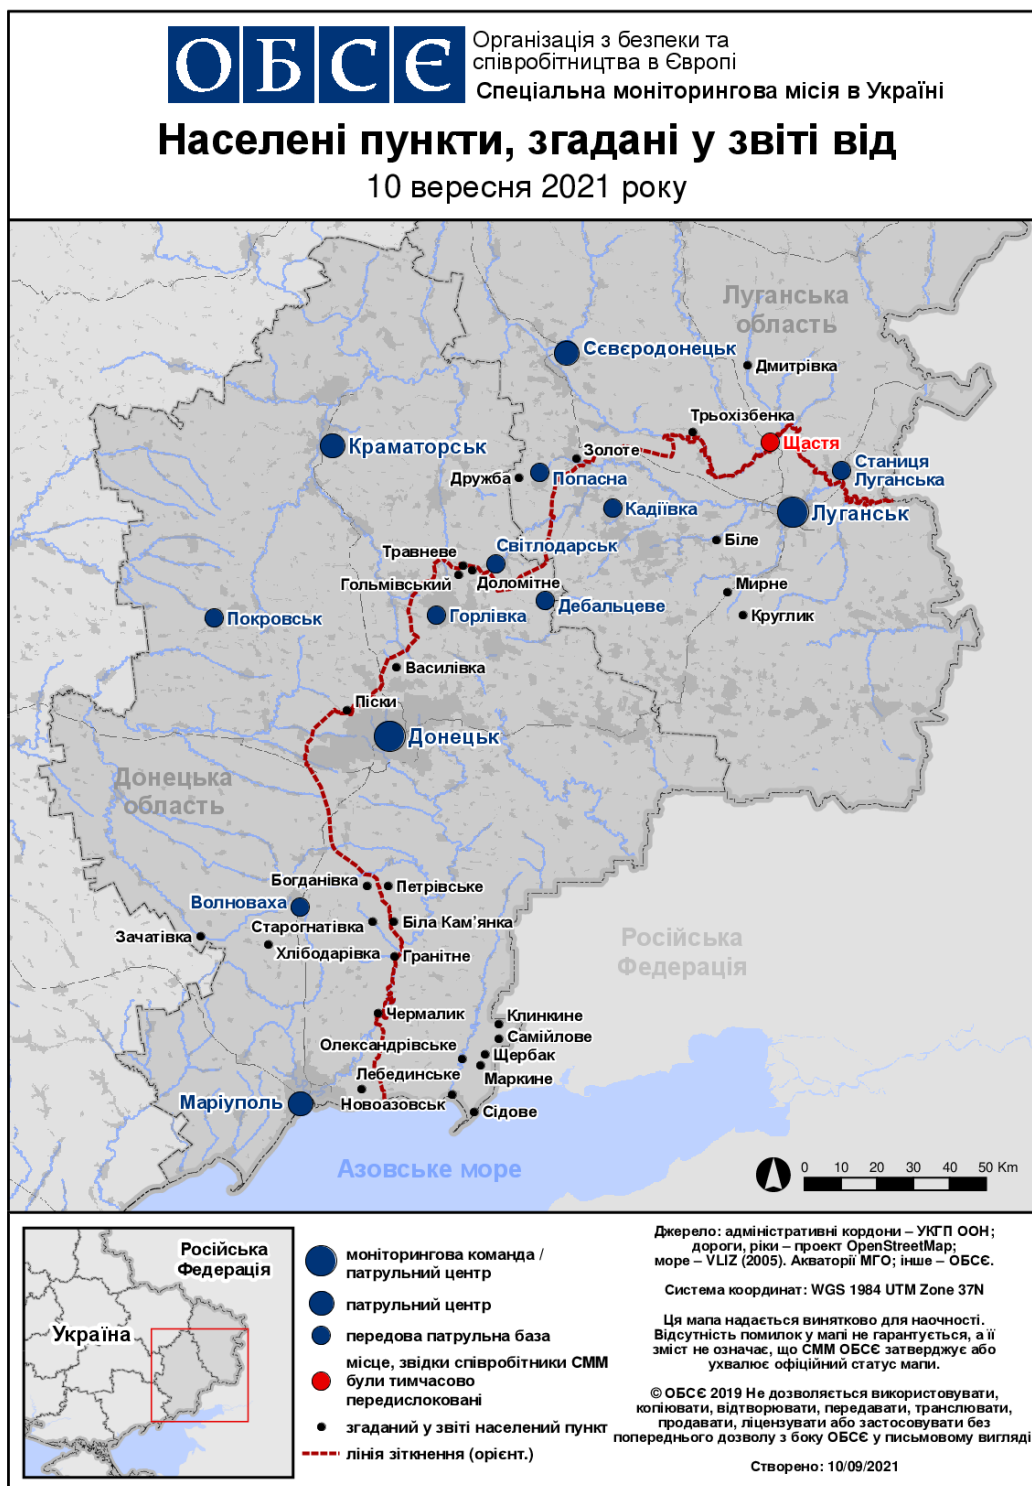 ОБСЄ
Організація з безпеки та
співробітництва в Європі
Спеціальна моніторингова місія в Україні
Населені пункти, згадані у звіті від
10 вересня 2021 року
Луганська
область
Сєвєродонецьк
Дмитрівка
Трьохізбенка
Щастя
Краматорськ
Золоте
Станиця
Луганська
Дружба
Попасна
Кадіївка
Луганськ
Світлодарськ
Біле
Травневе
Гольмівський
Доломітне
Мирне
Дебальцеве
Покровськ
Горлівка
Круглик
Василівка
Піски
Донецьк
Донецька
область
Богданівка
Петрівське
Волноваха
Старогнатівка
Біла Кам'янка
Зачатівка
Хлібодарівка
Гранітне
Російська
Федерація
Чермалик
Клинкине
Самійлове
Олександрівське
Щербак
Лебединське
Маркине
Маріуполь
Новоазовськ
Сідове
Азовське море
0 10 20 30 40 50 Km
Російська
Федерація
Україна
моніторингова команда /
патрульний центр
патрульний центр
передова патрульна база
місце, звідки співробітники СММ
були тимчасово
передислоковані
згаданий у звіті населений пункт
лінія зіткнення (орієнт.)
Джерело: адміністративні кордони – УКГП ООН;
дороги, ріки – проект OpenStreetMap;
море – VLIZ (2005). Акваторії МГО; інше – ОБСЄ.
Система координат: WGS 1984 UTM Zone 37N
Ця мапа надається винятково для наочності.
Відсутність помилок у мапі не гарантується, а її
зміст не означає, що СММ ОБСЄ затверджує або
ухвалює офіційний статус мапи.
© ОБСЄ 2019 Не дозволяється використовувати,
копіювати, відтворювати, передавати, транслювати,
продавати, ліцензувати або застосовувати без
попереднього дозволу з боку ОБСЄ у письмовому вигляді
Створено: 10/09/2021